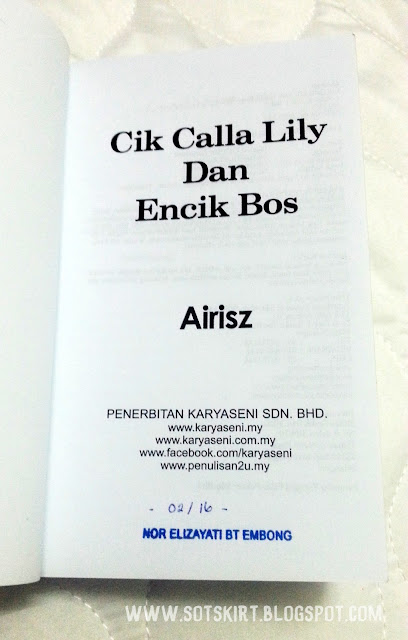 Cik Calla Lily
Dan
Encik Bos
Airisz
PENERBITAN KARYASENI SDN. BHD.
www.karyaseni.my
www.karyaseni.com.my
www.facebook.com/karyaseni
www.penulisan2u.my
- 02/16 -
NOR ELIZAYATI BT EMBONG
WWW.SOTSKIRT.BLOGSPOT.COM